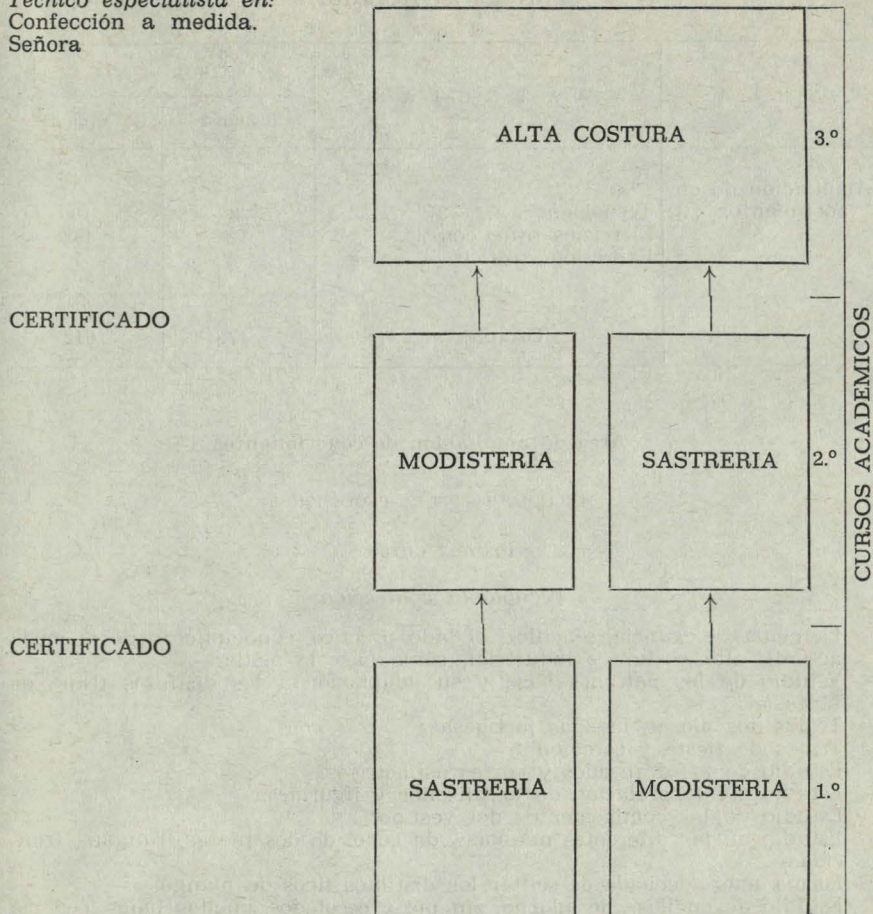 Técnico especialista en:
Confección a medida.
Señora
ALTA COSTURA
3.º
CERTIFICADO
MODISTERIA
SASTRERIA
2.º
CURSOS ACADEMICOS
CERTIFICADO
SASTRERIA
MODISTERIA
1.º